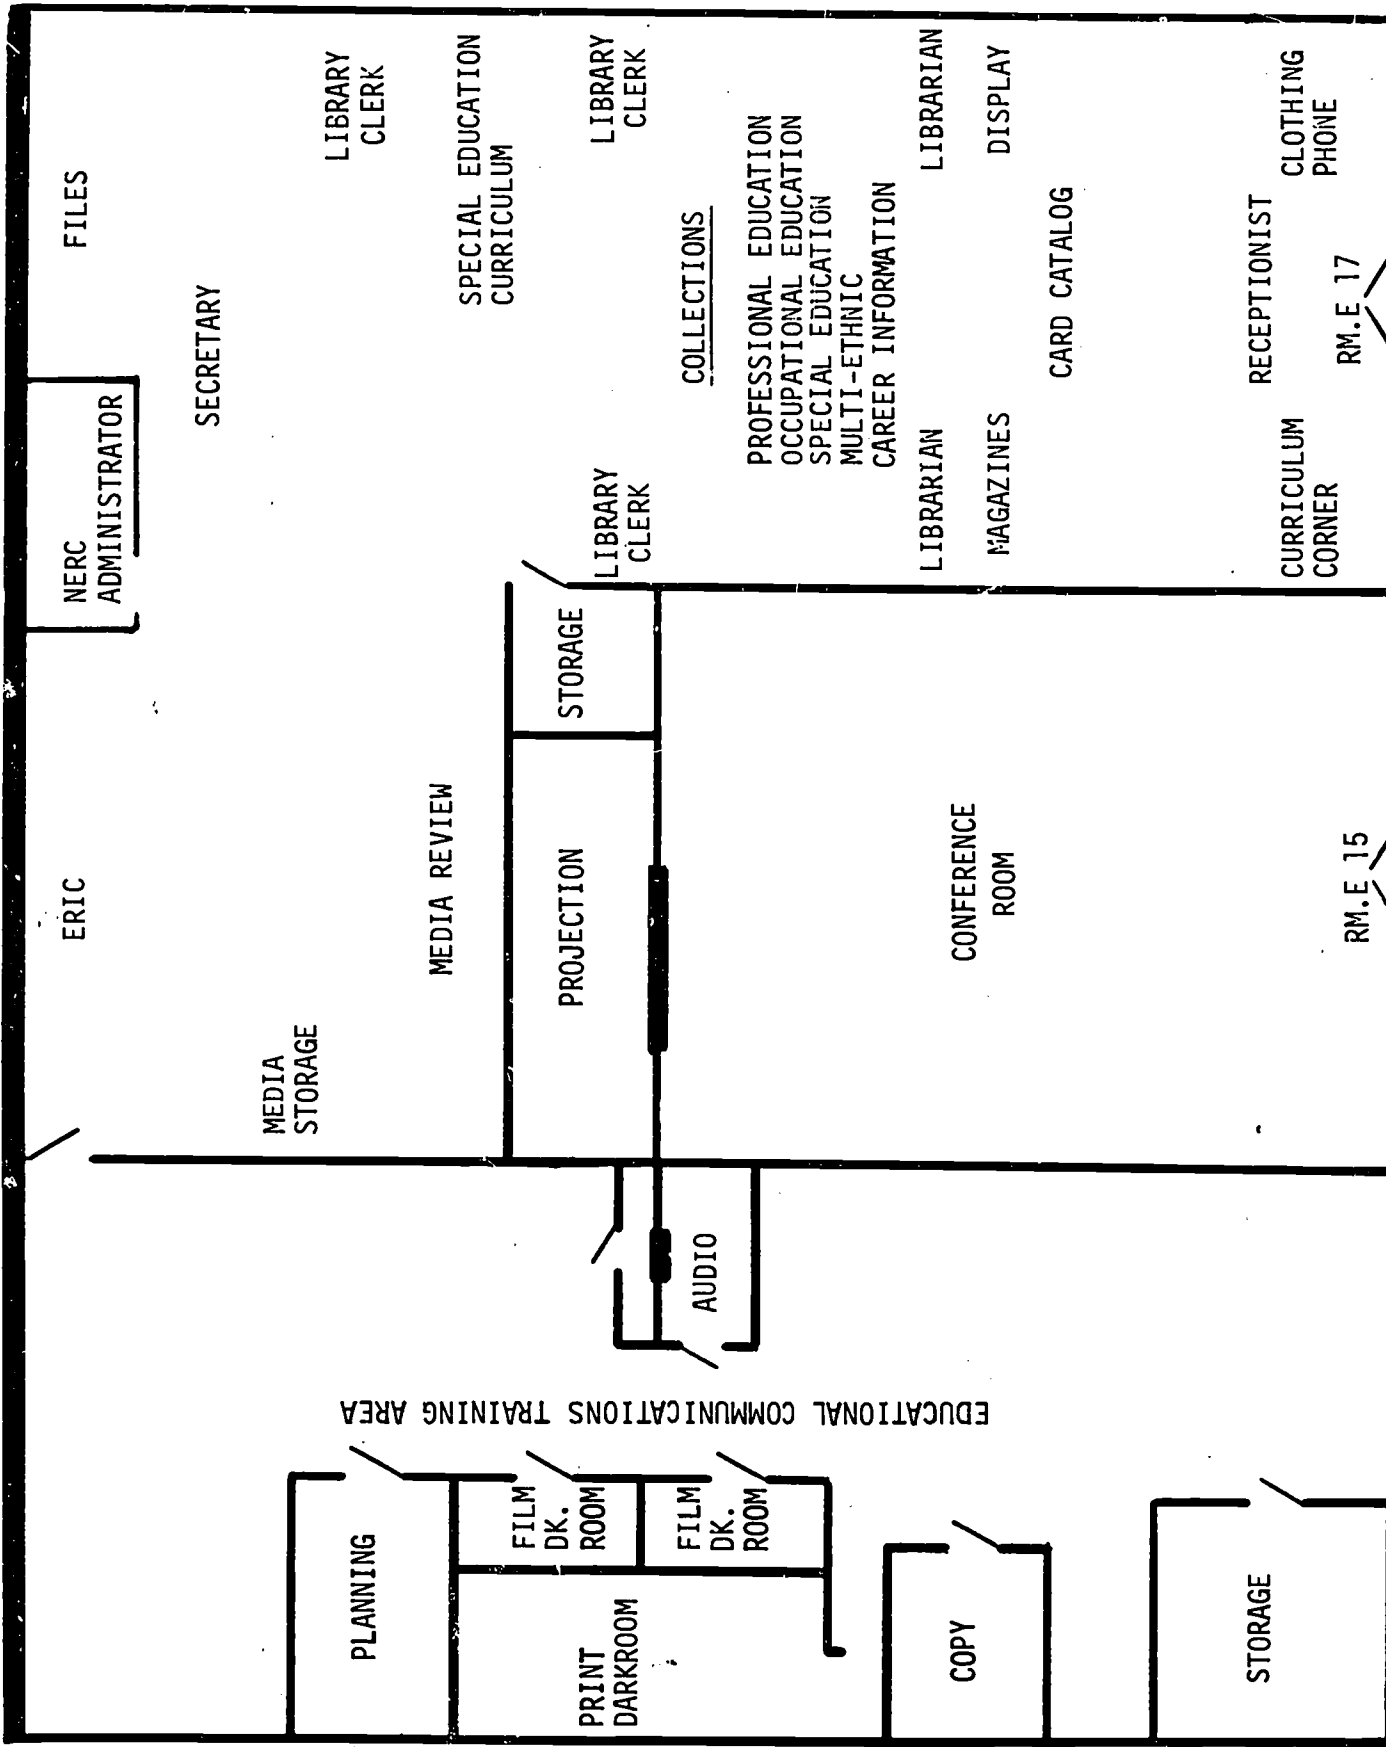 FILES
NERC
ADMINISTRATOR
ERIC
SECRETARY
MEDIA
STORAGE
LIBRARY
CLERK
MEDIA REVIEW
SPECIAL EDUCATION
CURRICULUM
PLANNING
STORAGE
PROJECTION
LIBRARY
CLERK
LIBRARY
CLERK
FILM
DK.
ROOM
PRINT
DARKROOM
EDUCATIONAL COMMUNICATIONS TRAINING AREA
AUDIO
FILM
DK.
ROOM
COLLECTIONS
PROFESSIONAL EDUCATION
OCCUPATIONAL EDUCATION
SPECIAL EDUCATION
MULTI-ETHNIC
CAREER INFORMATION
COPY
CONFERENCE
ROOM
LIBRARIAN
LIBRARIAN
MAGAZINES
DISPLAY
CARD CATALOG
STORAGE
RECEPTIONIST
CURRICULUM
CORNER
CLOTHING
PHONE
RM.E 15
RM.E 17